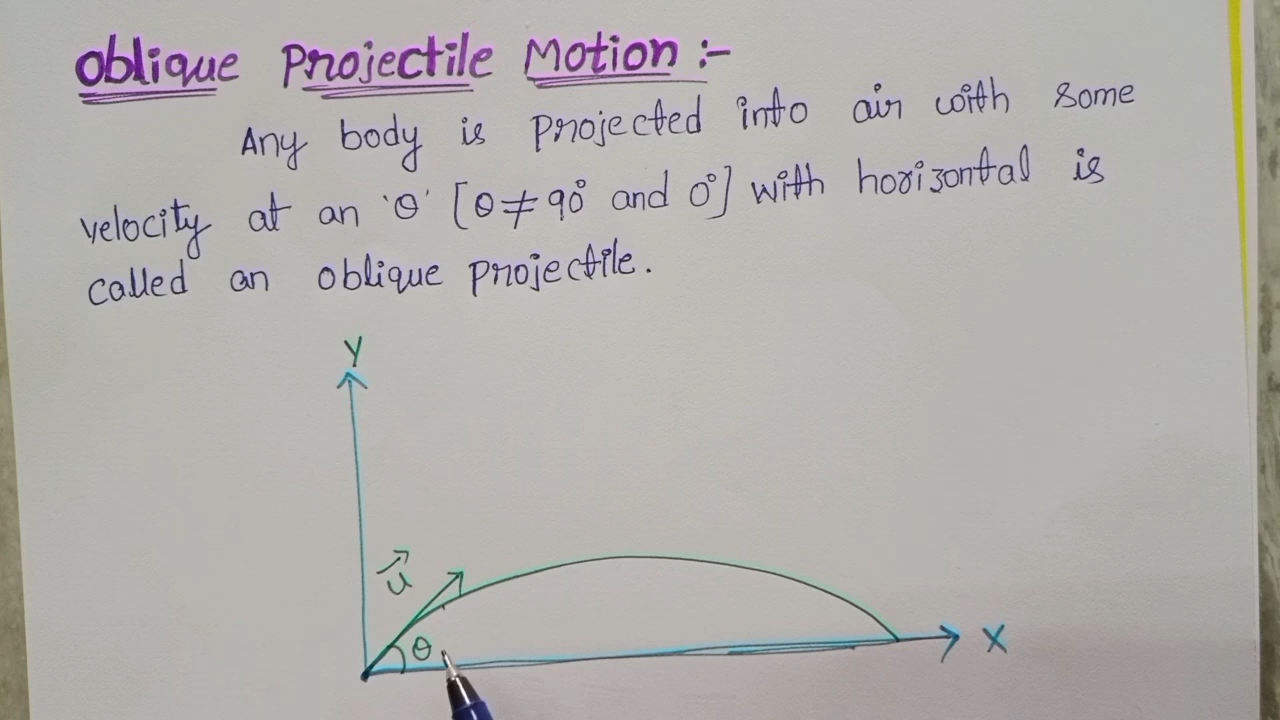 Oblique Projectile Motion :-
Any body is projected into air with some
velocity at an 'θ' [θ≠90° and 0°] with horizontal is
called an oblique projectile.
Y
u⃗
θ
X